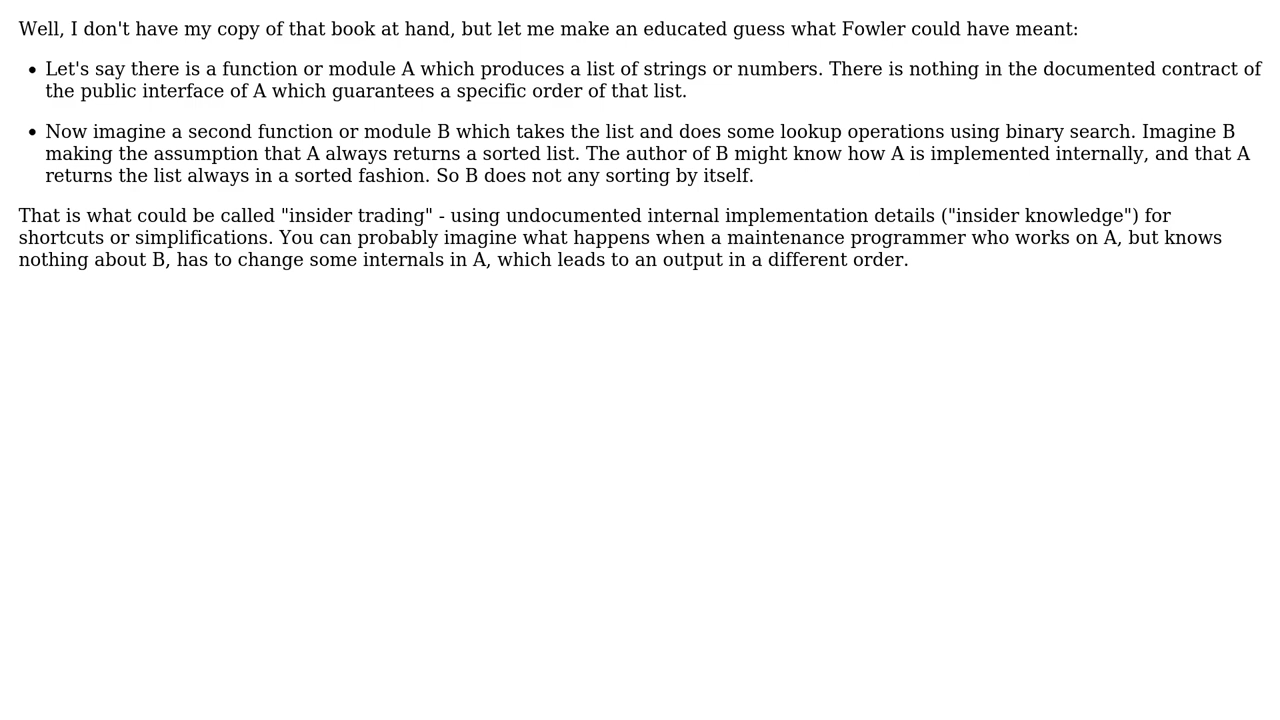 Well, I don't have my copy of that book at hand, but let me make an educated guess what Fowler could have meant:
• Let's say there is a function or module A which produces a list of strings or numbers. There is nothing in the documented contract of
the public interface of A which guarantees a specific order of that list.
• Now imagine a second function or module B which takes the list and does some lookup operations using binary search. Imagine B
making the assumption that A always returns a sorted list. The author of B might know how A is implemented internally, and that A
returns the list always in a sorted fashion. So B does not any sorting by itself.
That is what could be called "insider trading" - using undocumented internal implementation details ("insider knowledge") for
shortcuts or simplifications. You can probably imagine what happens when a maintenance programmer who works on A, but knows
nothing about B, has to change some internals in A, which leads to an output in a different order.